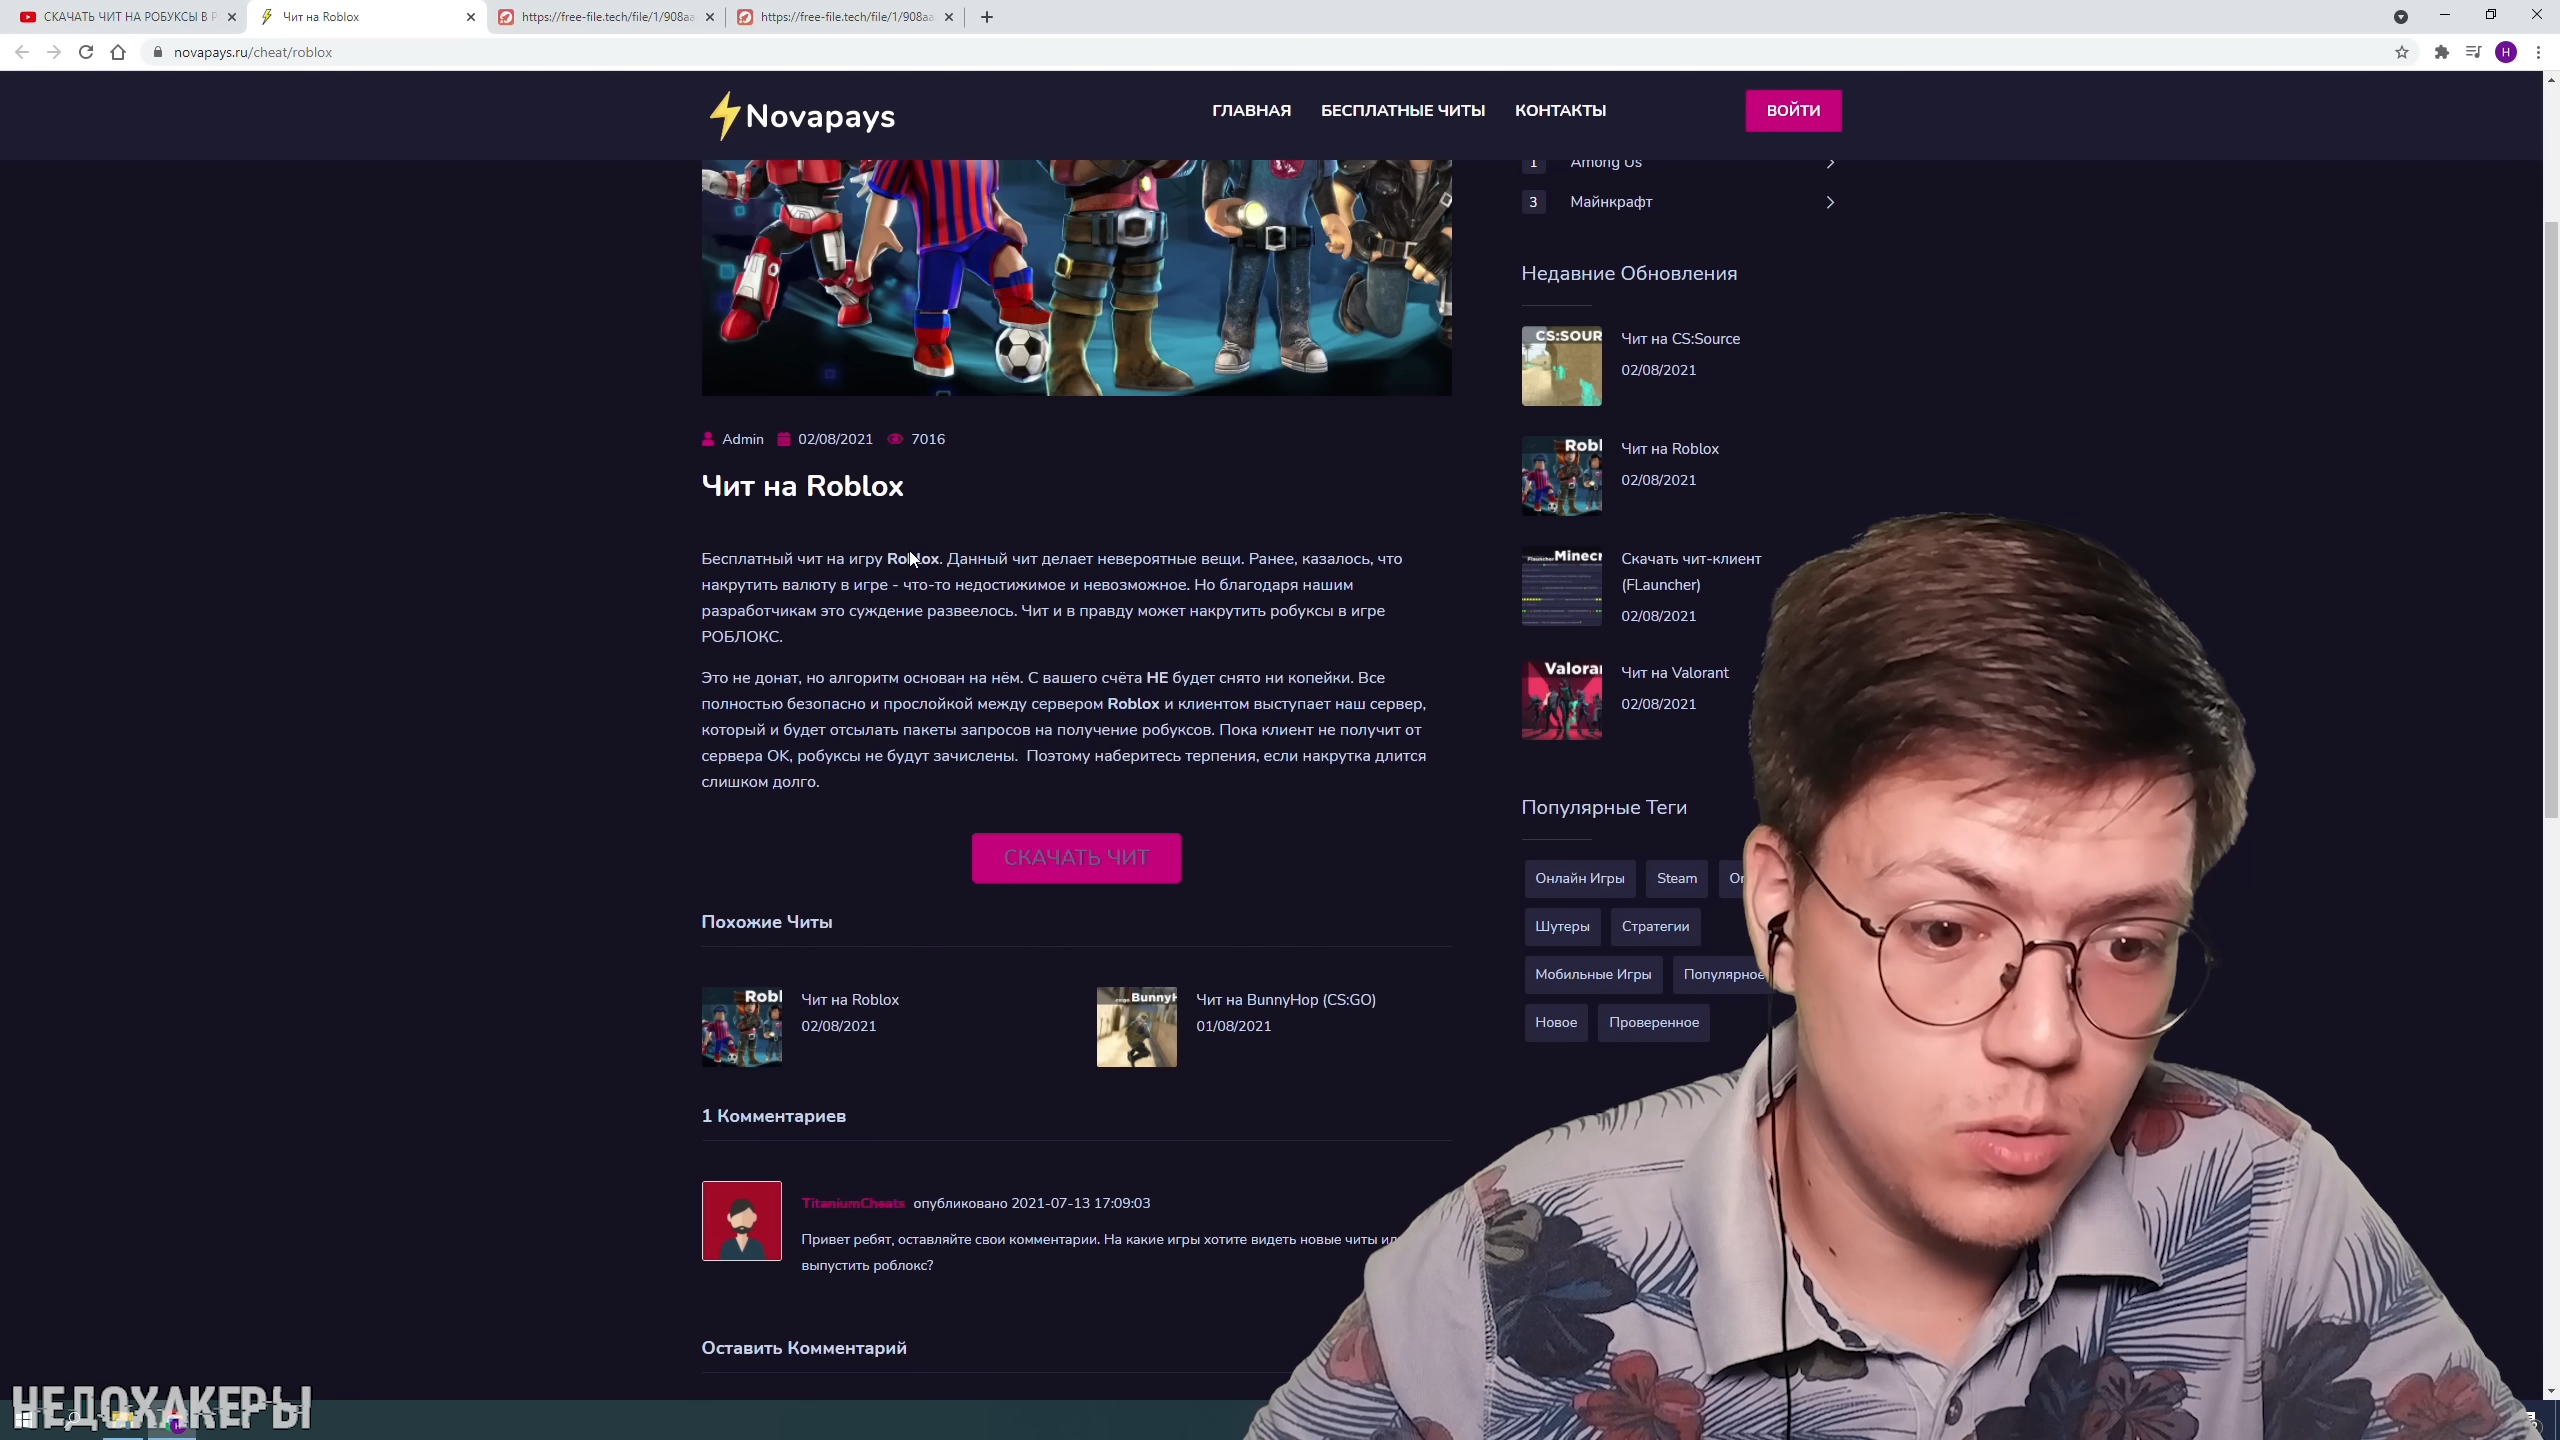 СКАЧАТЬ ЧИТ НА РОБУКСЫ В Р
Чит на Roblox
https://free-file.tech/file/1/908aa
https://free-file.tech/file/1/908aa
H
novapays.ru/cheat/roblox
Novapays
ГЛАВНАЯ
БЕСПЛАТНЫЕ ЧИТЫ
КОНТАКТЫ
ВОЙТИ
1 Among Us
3 Майнкрафт
Недавние Обновления
CS:SOUR
Чит на CS:Source
02/08/2021
Robl
Чит на Roblox
02/08/2021
Minecr
Скачать чит-клиент
(FLauncher)
02/08/2021
Valora
Чит на Valorant
02/08/2021
Популярные Теги
Онлайн Игры
Steam
Шутеры
Стратегии
Мобильные Игры
Популярное
Новое
Проверенное
Admin 02/08/2021 7016
Чит на Roblox
Бесплатный чит на игру Roblox. Данный чит делает невероятные вещи. Ранее, казалось, что
накрутить валюту в игре - что-то недостижимое и невозможное. Но благодаря нашим
разработчикам это суждение развеелось. Чит и в правду может накрутить робуксы в игре
РОБЛОКС.
Это не донат, но алгоритм основан на нём. С вашего счёта НЕ будет снято ни копейки. Все
полностью безопасно и прослойкой между сервером Roblox и клиентом выступает наш сервер,
который и будет отсылать пакеты запросов на получение робуксов. Пока клиент не получит от
сервера ОК, робуксы не будут зачислены. Поэтому наберитесь терпения, если накрутка длится
слишком долго.
СКАЧАТЬ ЧИТ
Похожие Читы
Robl
Чит на Roblox
02/08/2021
BunnyH
Чит на BunnyHop (CS:GO)
01/08/2021
1 Комментариев
TitaniumCheats опубликовано 2021-07-13 17:09:03
Привет ребят, оставляйте свои комментарии. На какие игры хотите видеть новые читы
выпустить роблокс?
Оставить Комментарий
НЕДОХАКЕРЫ